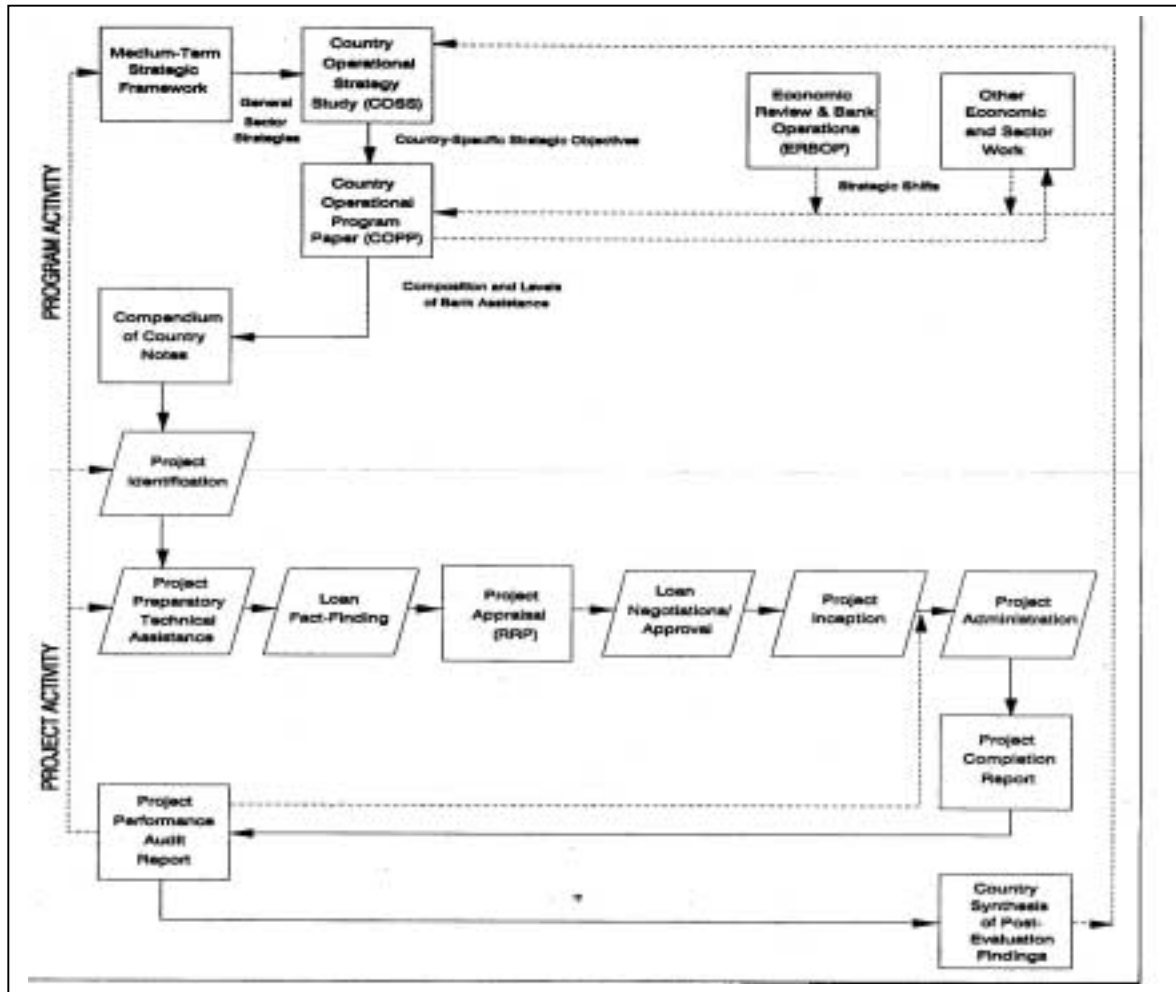 Medium-Term
Strategic
Framework
General
Sector
Strategies
Country
Operational
Strategy
Study (COSS)
Country-Specific Strategic Objectives
Economic
Review & Bank
Operations
(ERBOP)
Other
Economic
and Sector
Work
Strategic Shifts
Country
Operational
Program
Paper (COPP)
Composition and Levels
of Bank Assistance
PROGRAM ACTIVITY
Compendium
of Country
Notes
Project
Identification
PROJECT ACTIVITY
Project
Preparatory
Technical
Assistance
Loan
Fact-Finding
Project
Appraisal
(RRP)
Loan
Negotiations/
Approval
Project
Inception
Project
Administration
Project
Completion
Report
Project
Performance
Audit
Report
Country
Synthesis
of Post-
Evaluation
Findings